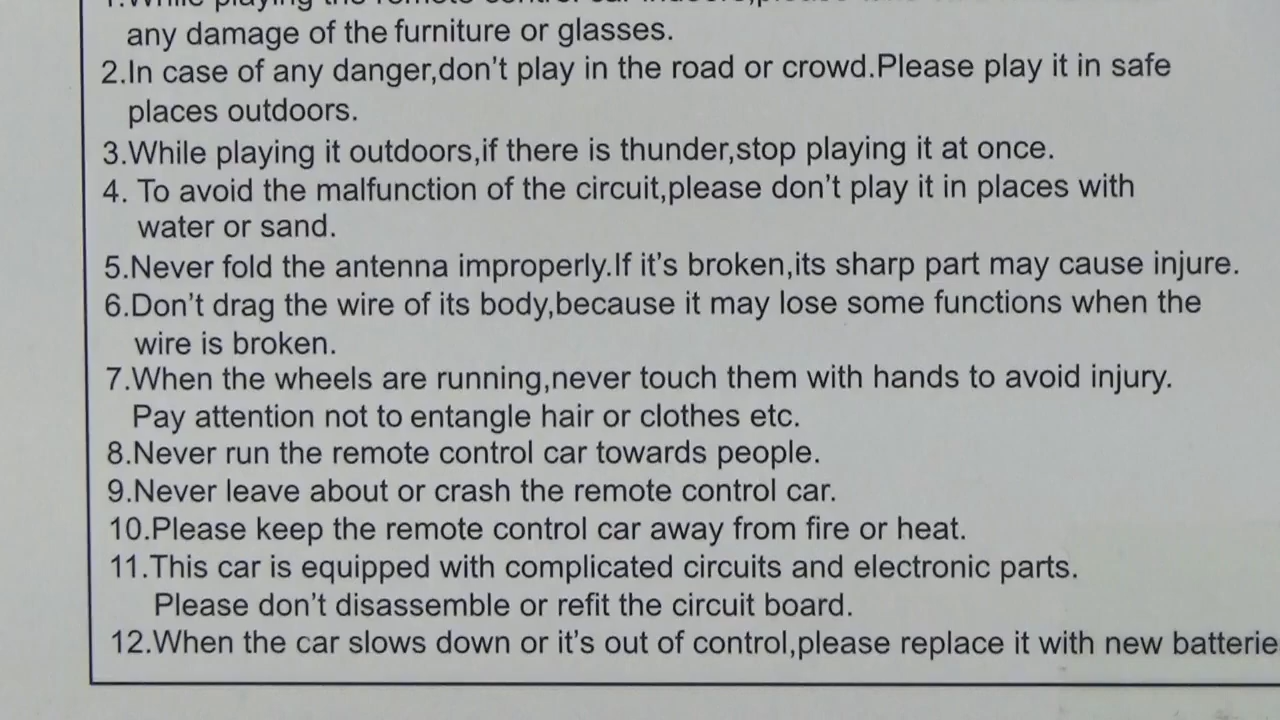 1.While playing the remote control car indoors,please
any damage of the furniture or glasses.
2.In case of any danger,don't play in the road or crowd.Please play it in safe
places outdoors.
3.While playing it outdoors,if there is thunder,stop playing it at once.
4. To avoid the malfunction of the circuit,please don't play it in places with
water or sand.
5.Never fold the antenna improperly.If it's broken,its sharp part may cause injure.
6.Don't drag the wire of its body,because it may lose some functions when the
wire is broken.
7.When the wheels are running,never touch them with hands to avoid injury.
Pay attention not to entangle hair or clothes etc.
8.Never run the remote control car towards people.
9.Never leave about or crash the remote control car.
10.Please keep the remote control car away from fire or heat.
11.This car is equipped with complicated circuits and electronic parts.
Please don't disassemble or refit the circuit board.
12.When the car slows down or it's out of control,please replace it with new batterie